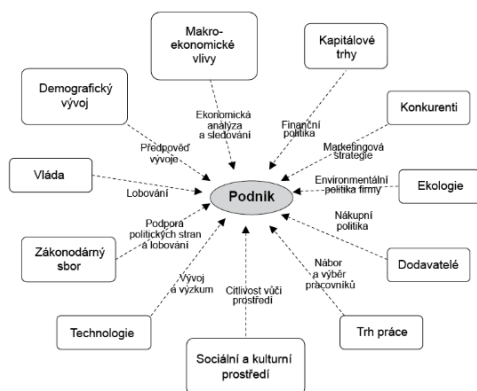 Makro-
ekonomické
vlivy
Kapitálové
trhy
Demografický
vývoj
Konkurenti
Ekonomická
analýza
a sledování
Finanční
politika
Předpověď
vývoje
Marketingová
strategie
Vláda
Lobování
Podnik
Environmentální
politika firmy
Ekologie
Zákonodárný
sbor
Podpora
politických stran
a lobování
Nákupní
politika
Dodavatelé
Vývoj
a výzkum
Citlivost vůči
prostředí
Nábor
a výběr
pracovníků
Technologie
Sociální a kulturní
prostředí
Trh práce